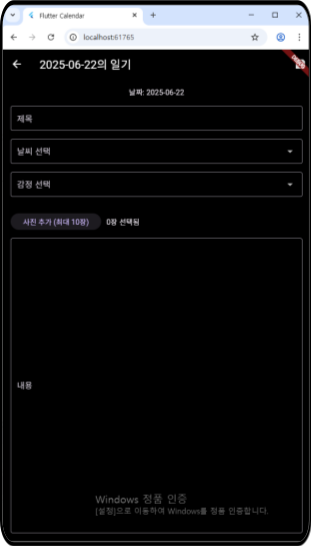 Flutter Calendar
localhost:61765
2025-06-22의 일기
날짜: 2025-06-22
제목
날씨 선택
감정 선택
사진 추가 (최대 10장) 0장 선택됨
내용
Windows 정품 인증
[설정]으로 이동하여 Windows를 정품 인증합니다.